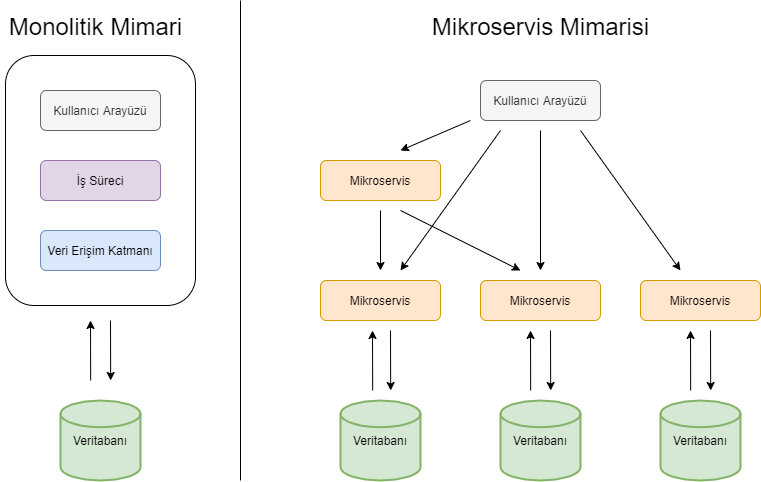 Monolitik Mimari
Kullanıcı Arayüzü
İş Süreci
Veri Erişim Katmanı
Veritabanı
Mikroservis Mimarisi
Kullanıcı Arayüzü
Mikroservis
Mikroservis
Mikroservis
Mikroservis
Veritabanı
Veritabanı
Veritabanı